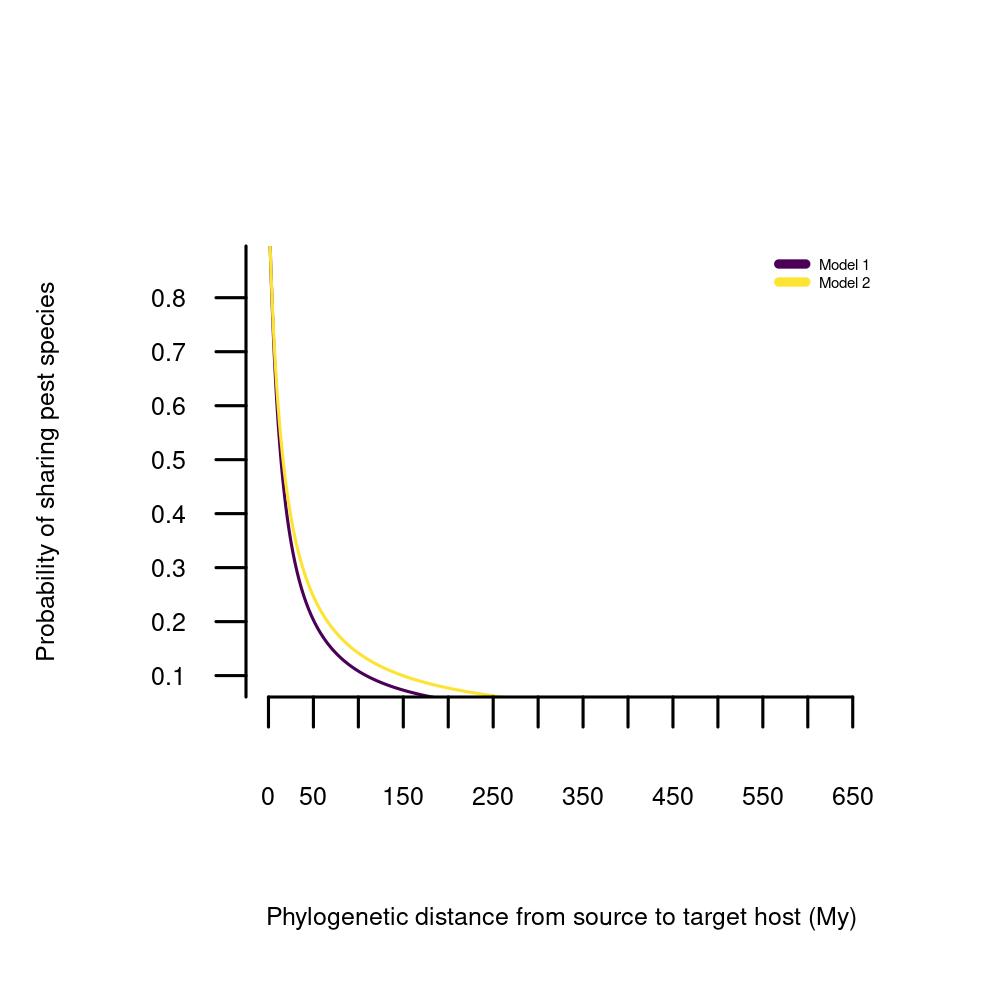 Model 1
Model 2
Probability of sharing pest species
0.8
0.7
0.6
0.5
0.4
0.3
0.2
0.1
0 50 150 250 350 450 550 650
Phylogenetic distance from source to target host (My)